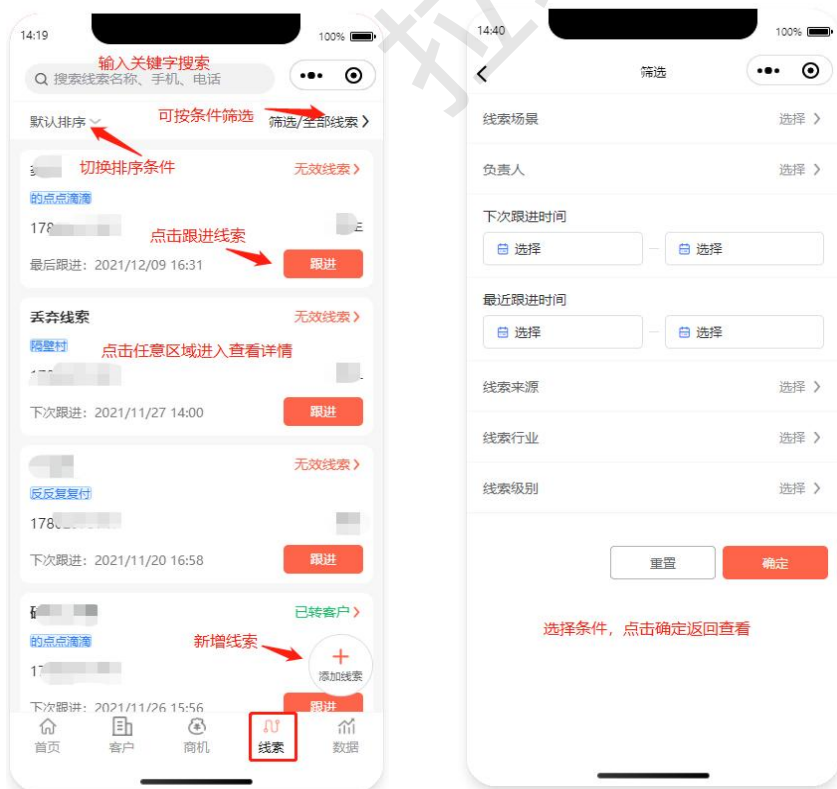 14:19
100%
输入关键字搜索
搜索线索名称、手机、电话
默认排序
可按条件筛选
筛选/全部线索
切换排序条件
无效线索
的点点滴滴
178
点击跟进线索
最后跟进：2021/12/09 16:31
跟进
丢弃线索
无效线索
隔壁村
点击任意区域进入查看详情
下次跟进：2021/11/27 14:00
跟进
无效线索
反反复复付
178
下次跟进：2021/11/20 16:58
跟进
已转客户
的点点滴滴
新增线索
17
添加线索
下次跟进：2021/11/26 15:56
跟进
首页
客户
商机
线索
数据
14:40
100%
筛选
线索场景
选择
负责人
选择
下次跟进时间
选择 — 选择
最近跟进时间
选择 — 选择
线索来源
选择
线索行业
选择
线索级别
选择
重置
确定
选择条件，点击确定返回查看